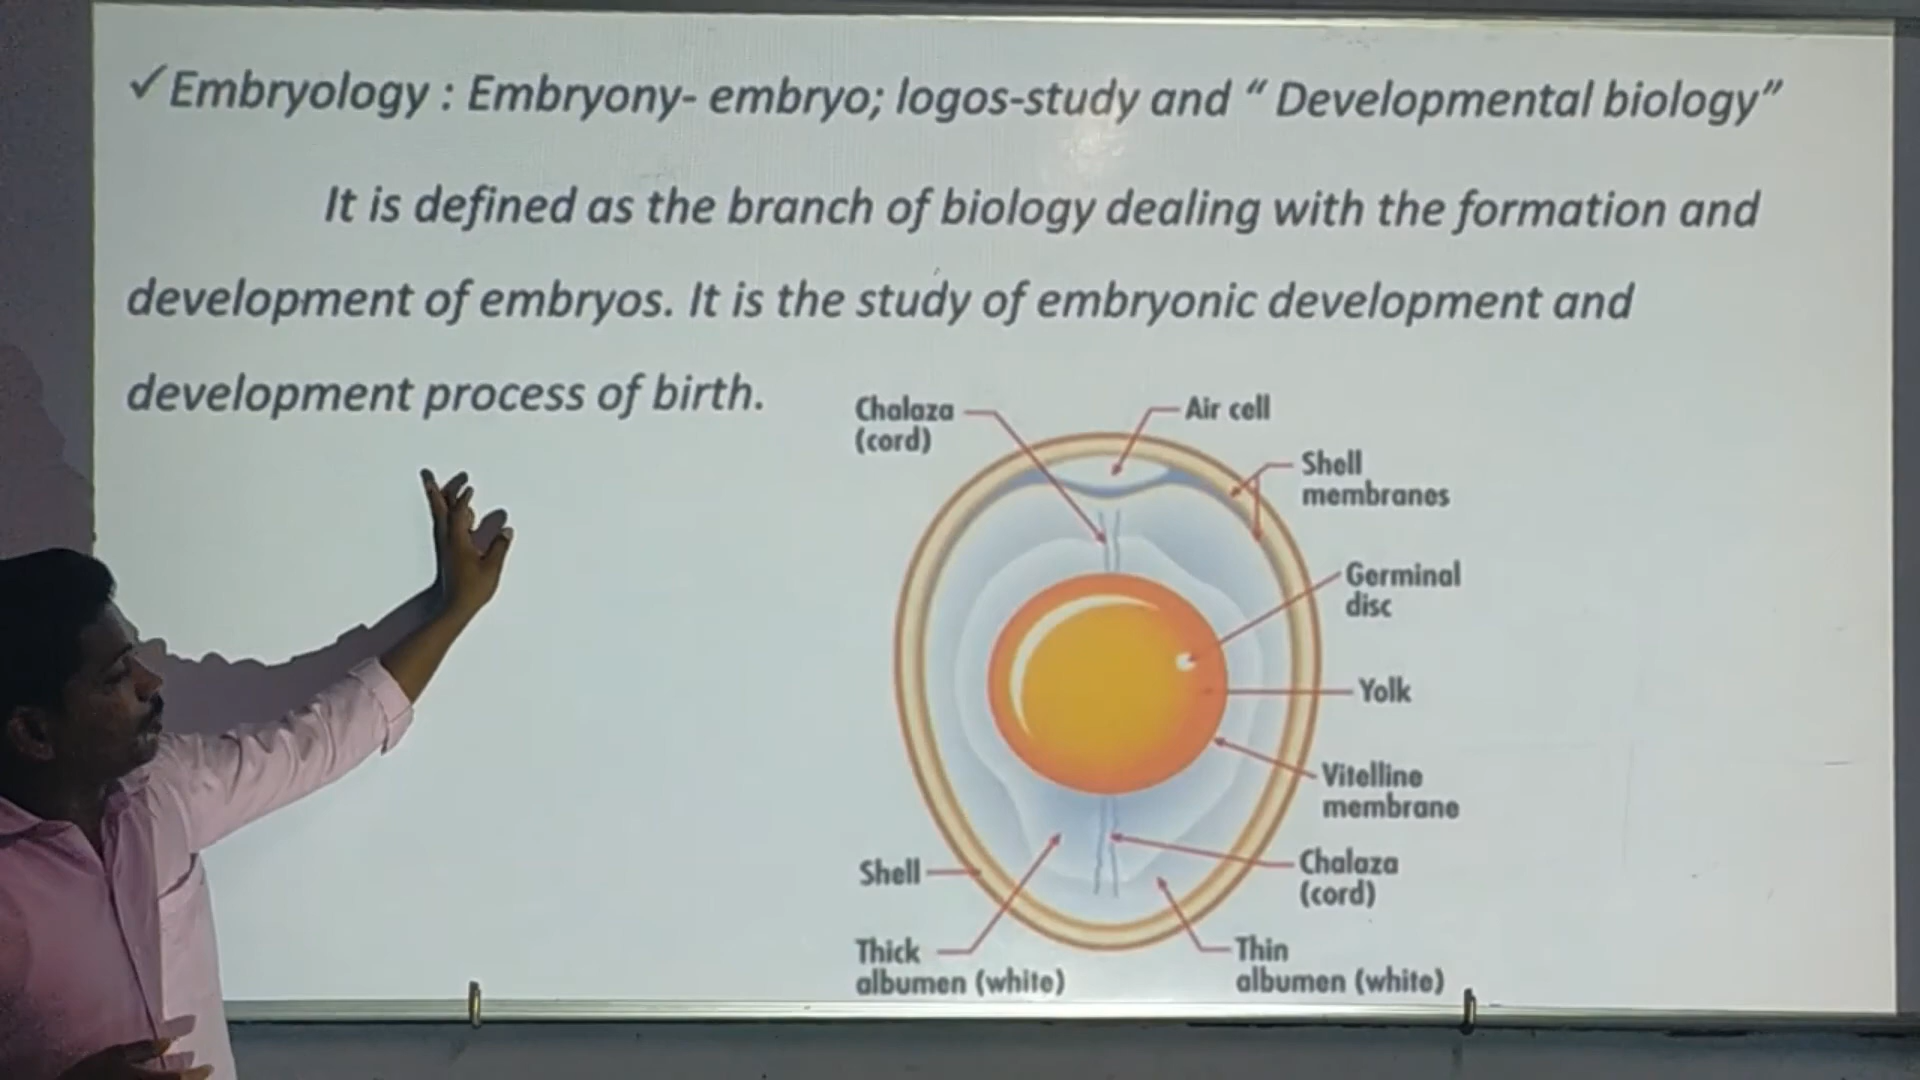 ✓Embryology : Embryony- embryo; logos-study and “ Developmental biology”
It is defined as the branch of biology dealing with the formation and
development of embryos. It is the study of embryonic development and
development process of birth.
Chalaza
(cord)
Air cell
Shell
membranes
Germinal
disc
Yolk
Vitelline
membrane
Shell
Chalaza
(cord)
Thick
albumen (white)
Thin
albumen (white)